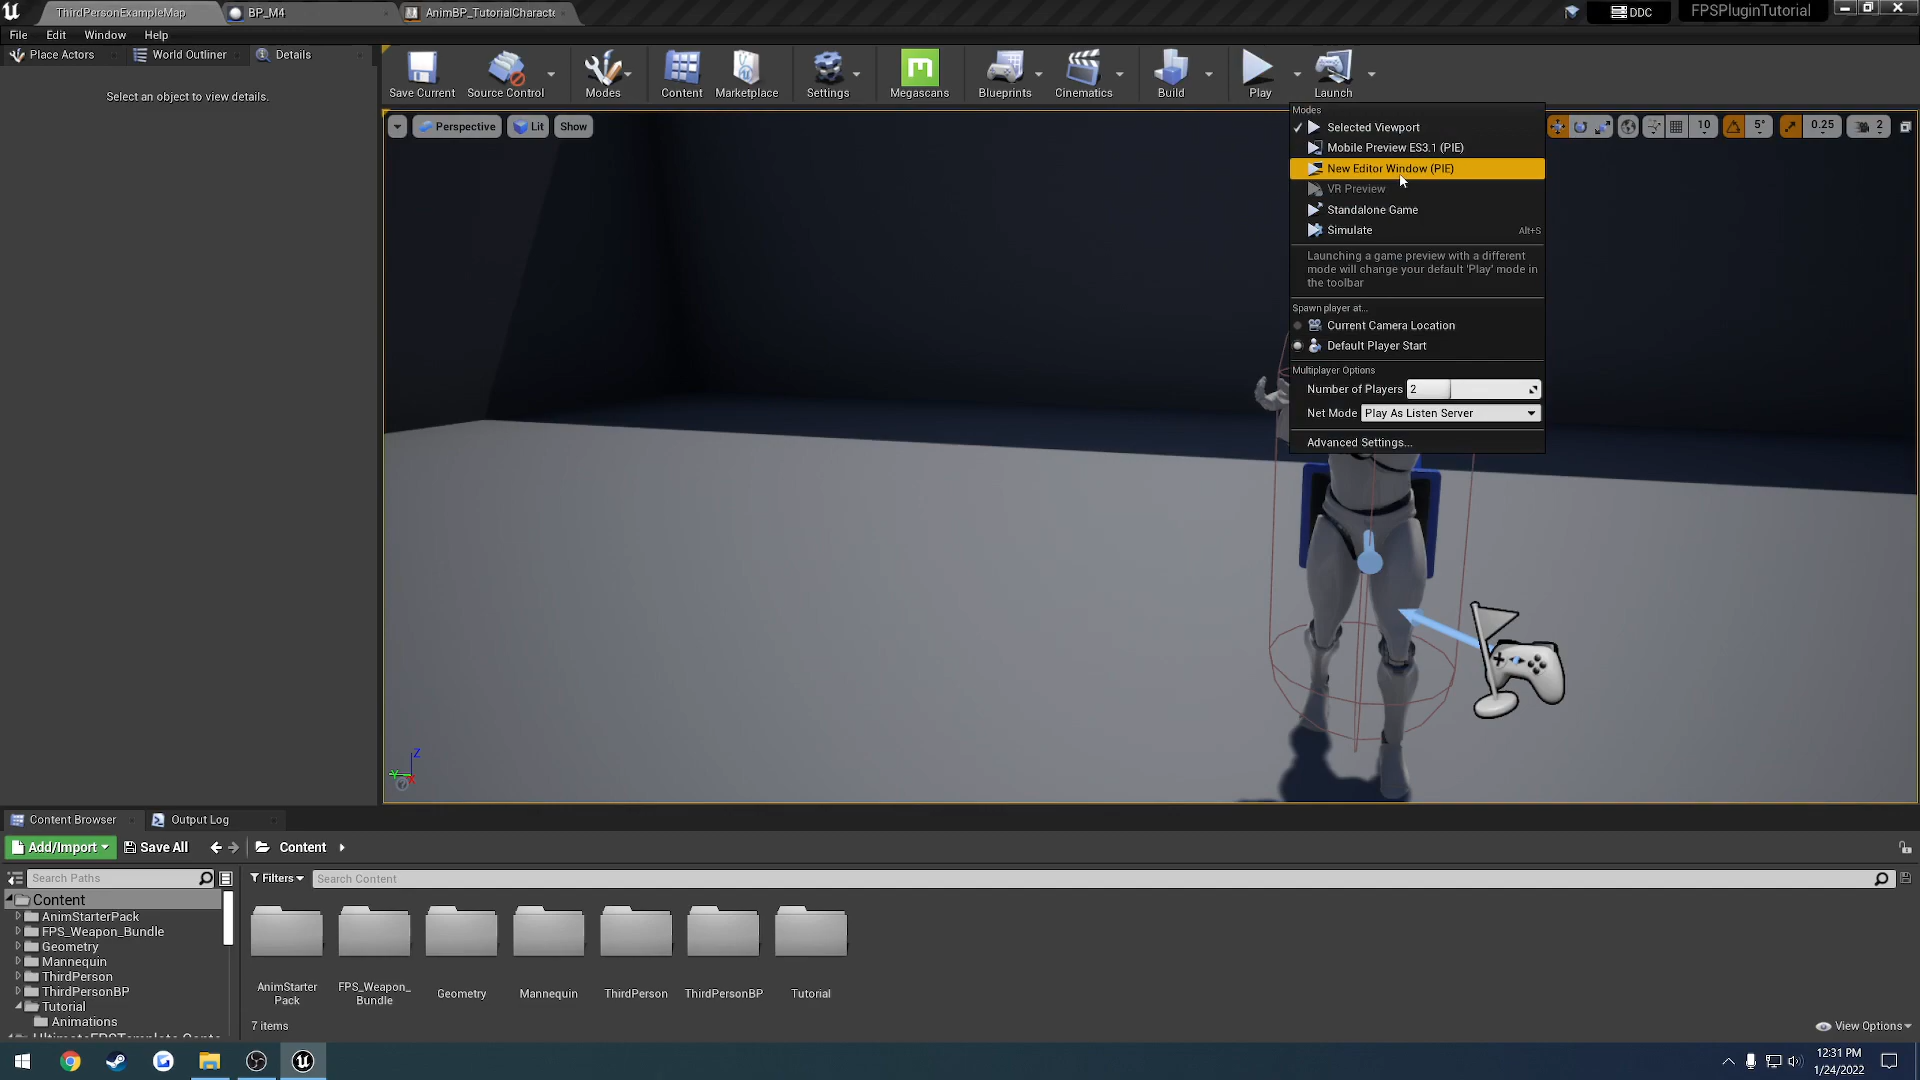 ThirdPersonExampleMap
BP_M4
AnimBP_TutorialCharacte
DDC
FPSPluginTutorial
File Edit Window Help
Place Actors
World Outliner
Details
Select an object to view details.
Save Current
Source Control
Modes
Content
Marketplace
Settings
Megascans
Blueprints
Cinematics
Build
Play
Launch
Perspective
Lit
Show
10
5°
0.25
2
Modes
Selected Viewport
Mobile Preview ES3.1 (PIE)
New Editor Window (PIE)
VR Preview
Standalone Game
Simulate Alt+S
Launching a game preview with a different
mode will change your default 'Play' mode in
the toolbar
Spawn player at...
Current Camera Location
Default Player Start
Multiplayer Options
Number of Players 2
Net Mode Play As Listen Server
Advanced Settings...
Z
Y
X
Content Browser
Output Log
Add/Import
Save All
Content
Search Paths
Filters
Search Content
Content
AnimStarterPack
FPS_Weapon_Bundle
Geometry
Mannequin
ThirdPerson
ThirdPersonBP
Tutorial
Animations
AnimStarter
Pack
FPS_Weapon_
Bundle
Geometry
Mannequin
ThirdPerson
ThirdPersonBP
Tutorial
7 items
View Options
12:31 PM
1/24/2022